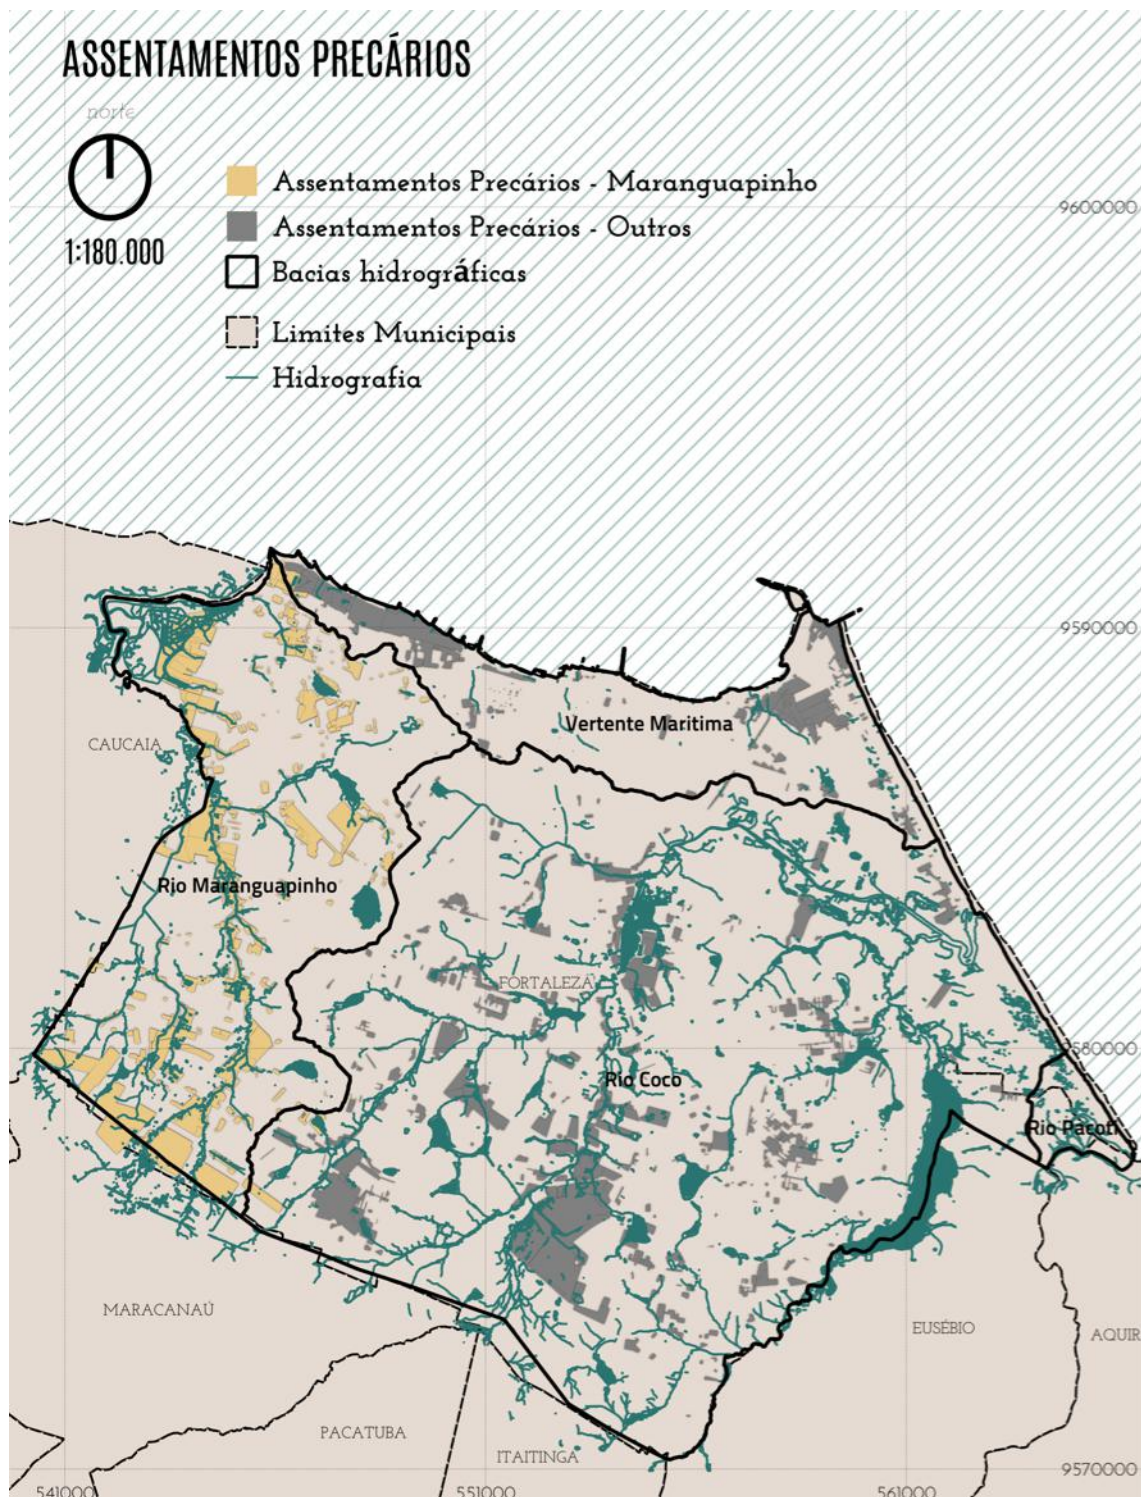 ASSENTAMENTOS PRECÁRIOS
norte
1:180.000
Assentamentos Precários - Maranguapinho
Assentamentos Precários - Outros
Bacias hidrográficas
Limites Municipais
Hidrografia
9600000
9590000
Vertente Maritima
CAUCAIA
Rio Maranguapinho
FORTALEZA
9580000
Rio Coco
Rio Pacoti
MARACANAÚ
EUSÉBIO
AQUIR
PACATUBA
ITAITINGA
9570000
541000
551000
561000